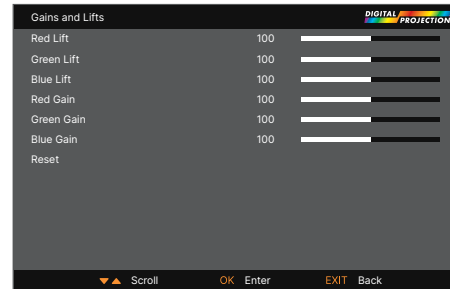 Gains and Lifts
DIGITAL
PROJECTION
Red Lift 100
Green Lift 100
Blue Lift 100
Red Gain 100
Green Gain 100
Blue Gain 100
Reset
Scroll OK Enter EXIT Back